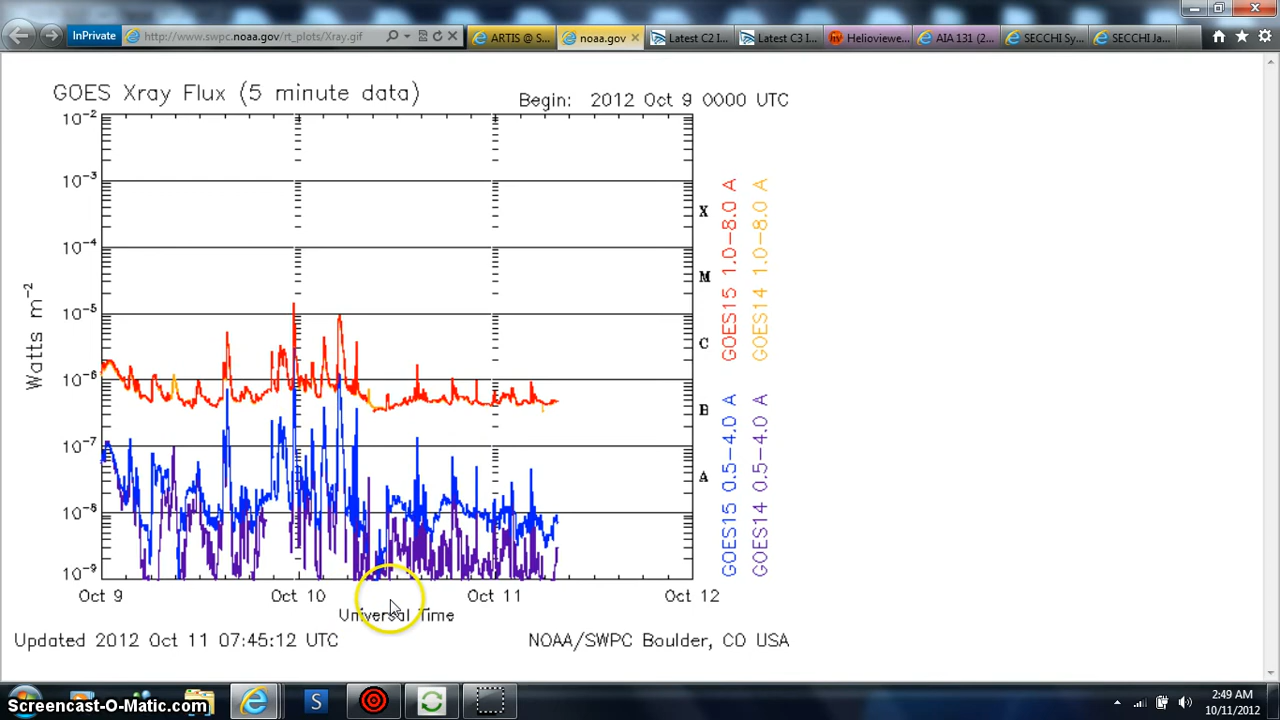 InPrivate
http://www.swpc.noaa.gov/rt_plots/Xray.gif
ARTIS @ S...
noaa.gov
Latest C2 I...
Latest C3 I...
Helioviewe...
AIA 131 (2...
SECCHI Sy...
SECCHI Ja...
GOES Xray Flux (5 minute data)
Begin: 2012 Oct 9 0000 UTC
10⁻²
10⁻³
10⁻⁴
10⁻⁵
10⁻⁶
10⁻⁷
10⁻⁸
10⁻⁹
Watts m⁻²
X
M
C
B
A
GOES15 1.0-8.0 A
GOES14 1.0-8.0 A
GOES15 0.5-4.0 A
GOES14 0.5-4.0 A
Oct 9
Oct 10
Oct 11
Oct 12
Universal Time
Updated 2012 Oct 11 07:45:12 UTC
NOAA/SWPC Boulder, CO USA
S
Screencast-O-Matic.com
2:49 AM
10/11/2012